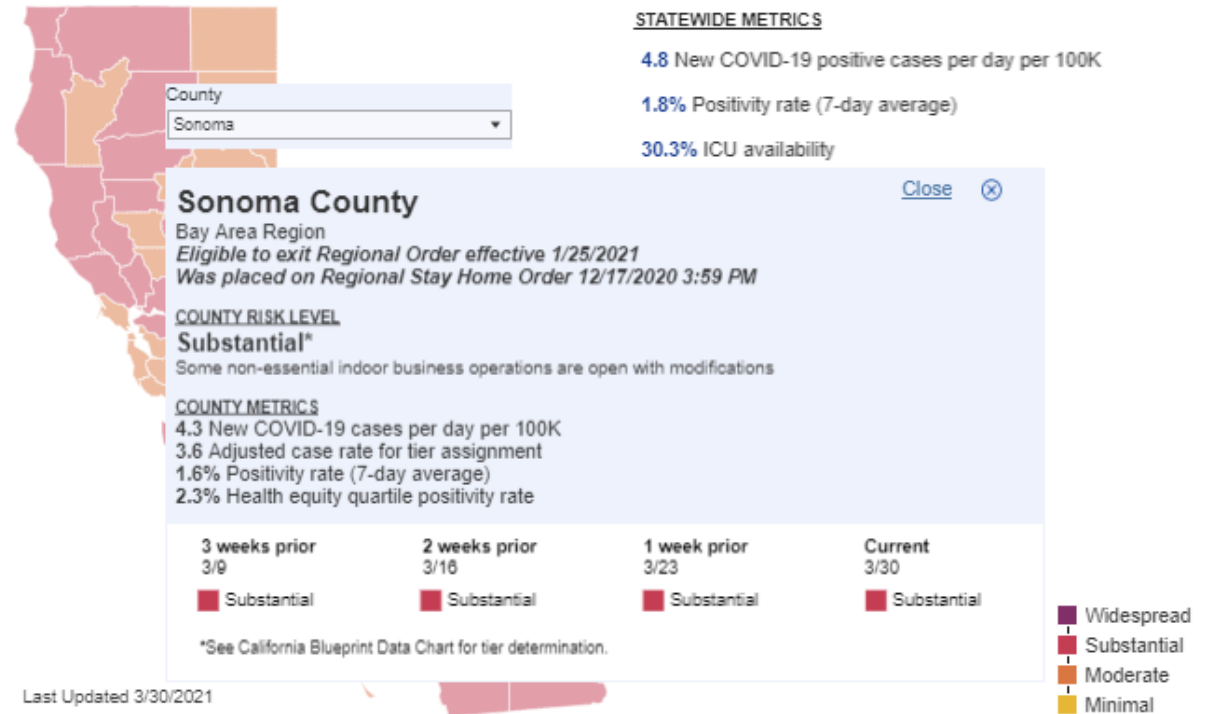 STATEWIDE METRICS
4.8 New COVID-19 positive cases per day per 100K
1.8% Positivity rate (7-day average)
30.3% ICU availability
County
Sonoma
Close
Sonoma County
Bay Area Region
Eligible to exit Regional Order effective 1/25/2021
Was placed on Regional Stay Home Order 12/17/2020 3:59 PM
COUNTY RISK LEVEL
Substantial*
Some non-essential indoor business operations are open with modifications
COUNTY METRICS
4.3 New COVID-19 cases per day per 100K
3.6 Adjusted case rate for tier assignment
1.6% Positivity rate (7-day average)
2.3% Health equity quartile positivity rate
3 weeks prior 2 weeks prior 1 week prior Current
3/9 3/16 3/23 3/30
Substantial Substantial Substantial Substantial
*See California Blueprint Data Chart for tier determination.
Widespread
Substantial
Moderate
Minimal
Last Updated 3/30/2021